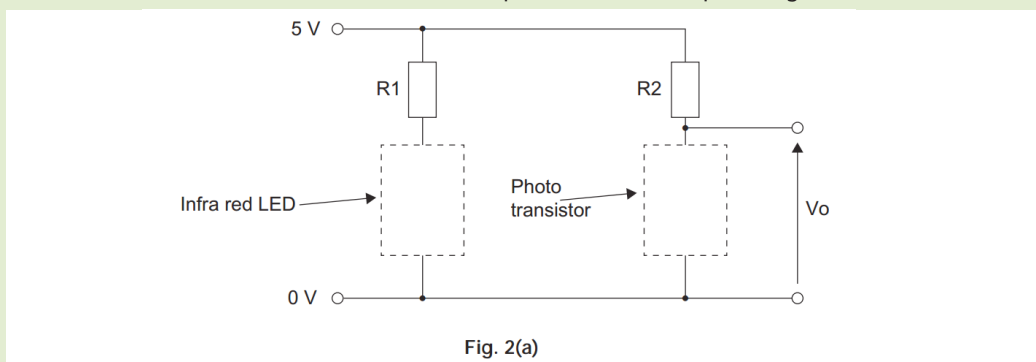 5 V
R1
R2
Infra red LED
Photo
transistor
Vo
0 V
Fig. 2(a)